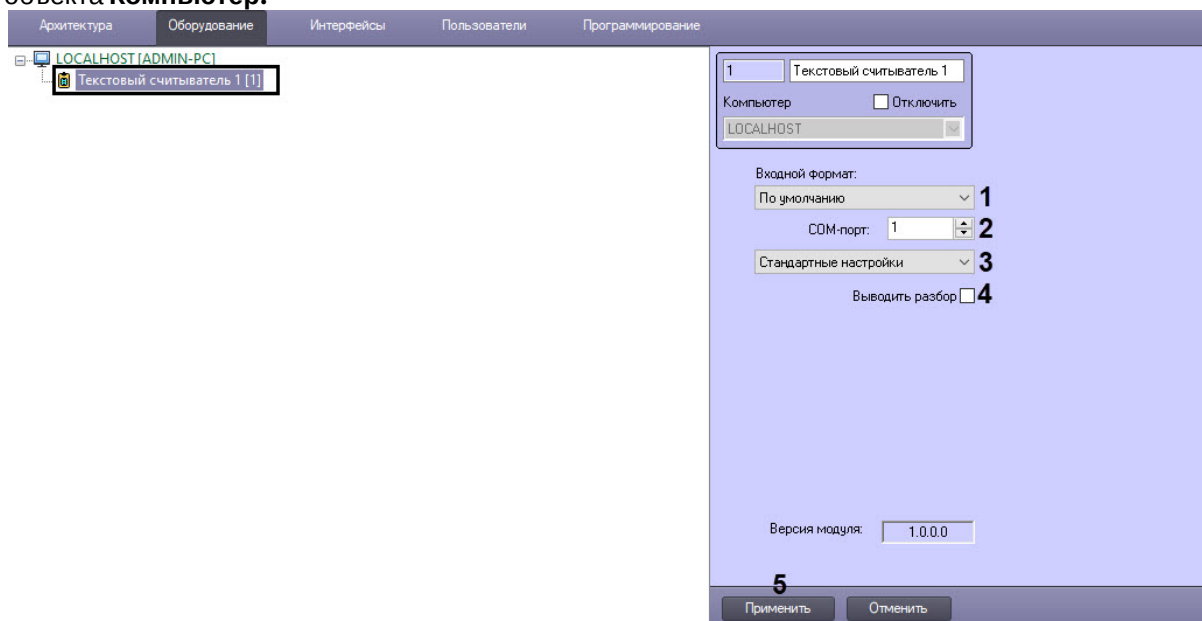 объекта Компьютер.
Архитектура Оборудование Интерфейсы Пользователи Программирование
LOCALHOST [ADMIN-PC]
Текстовый считыватель 1 [1]
1 Текстовый считыватель 1
Компьютер Отключить
LOCALHOST
Входной формат:
По умолчанию 1
COM-порт: 1 2
Стандартные настройки 3
Выводить разбор 4
Версия модуля: 1.0.0.0
5
Применить Отменить